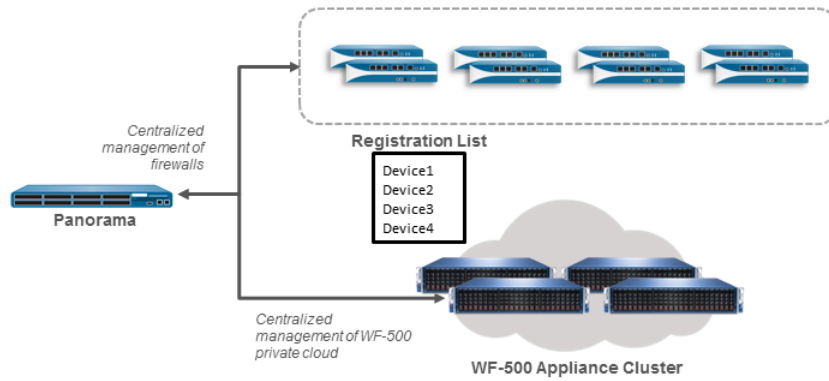 Centralized
management of
firewalls
Panorama
Registration List
Device1
Device2
Device3
Device4
Centralized
management of WF-500
private cloud
WF-500 Appliance Cluster